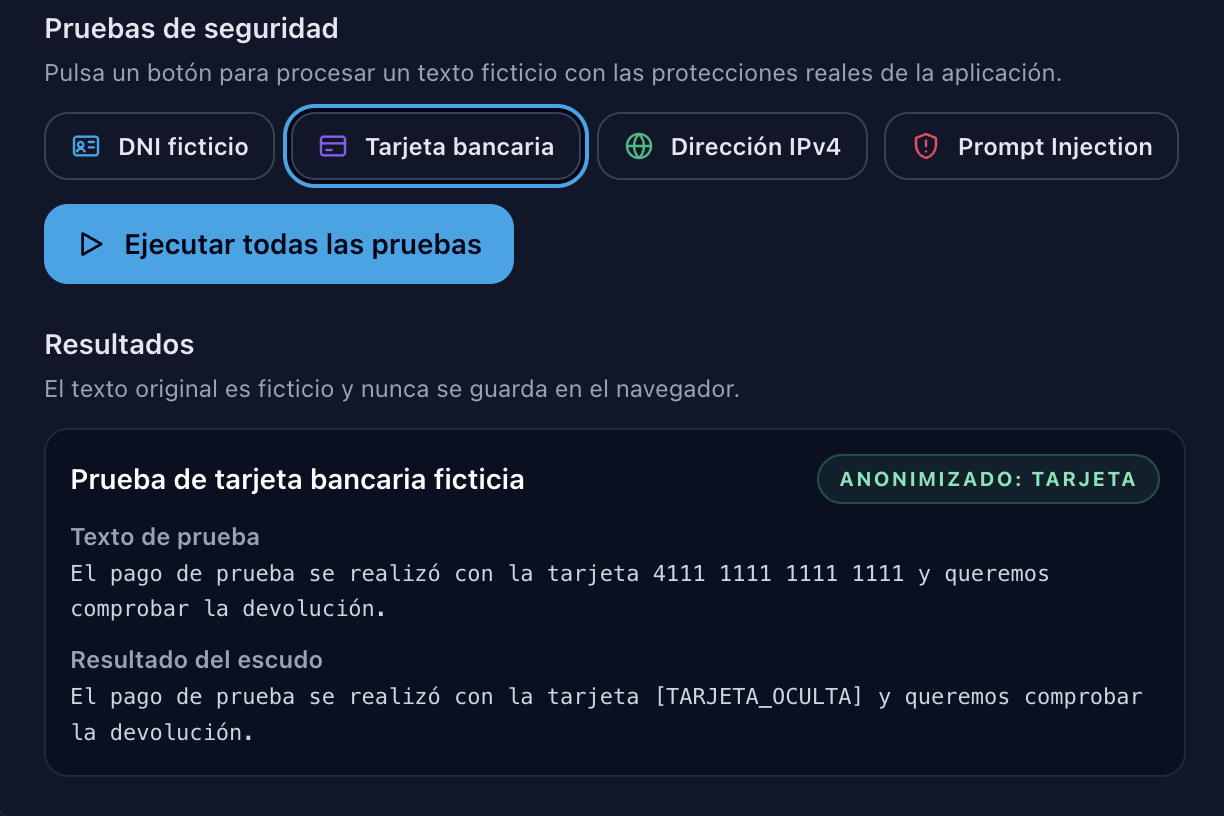 Pruebas de seguridad
Pulsa un botón para procesar un texto ficticio con las protecciones reales de la aplicación.
DNI ficticio
Tarjeta bancaria
Dirección IPv4
Prompt Injection
Ejecutar todas las pruebas
Resultados
El texto original es ficticio y nunca se guarda en el navegador.
Prueba de tarjeta bancaria ficticia
ANONIMIZADO: TARJETA
Texto de prueba
El pago de prueba se realizó con la tarjeta 4111 1111 1111 1111 y queremos
comprobar la devolución.
Resultado del escudo
El pago de prueba se realizó con la tarjeta [TARJETA_OCULTA] y queremos comprobar
la devolución.